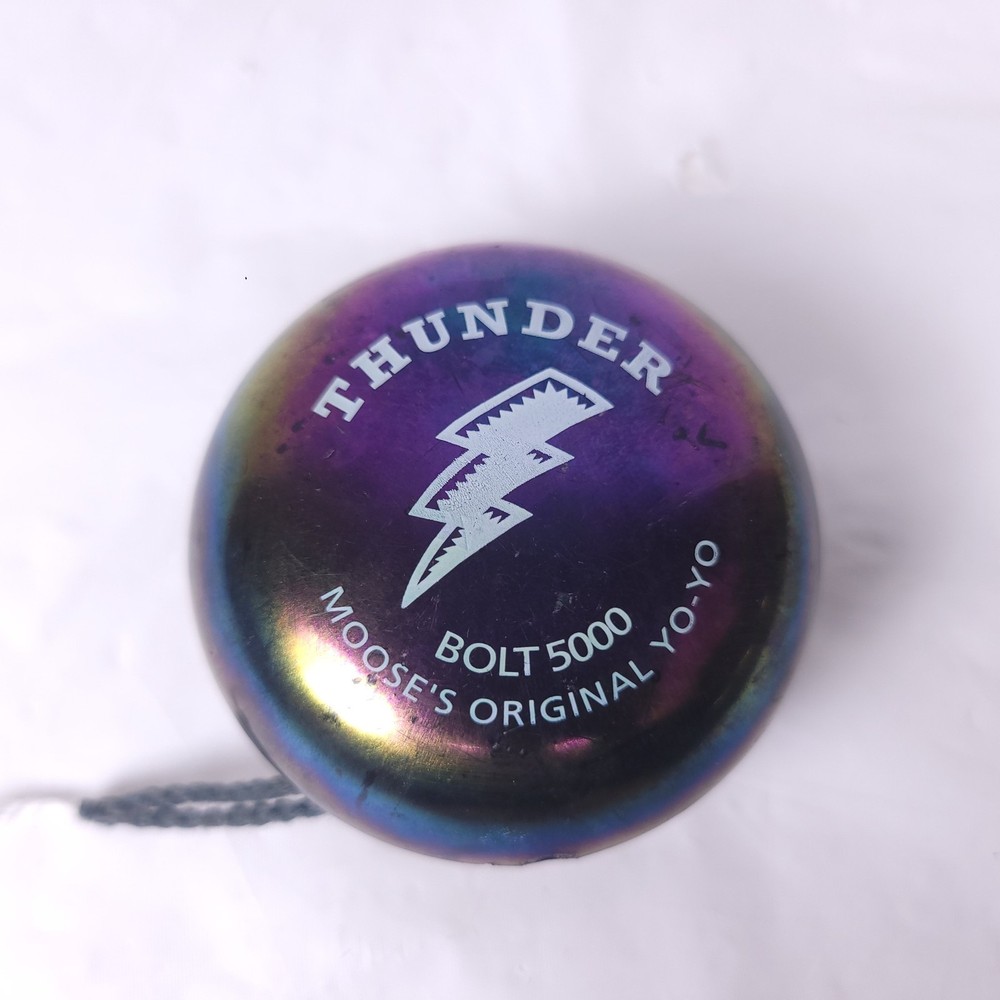 THUNDER
BOLT 5000
MOOSE'S ORIGINAL YO-YO